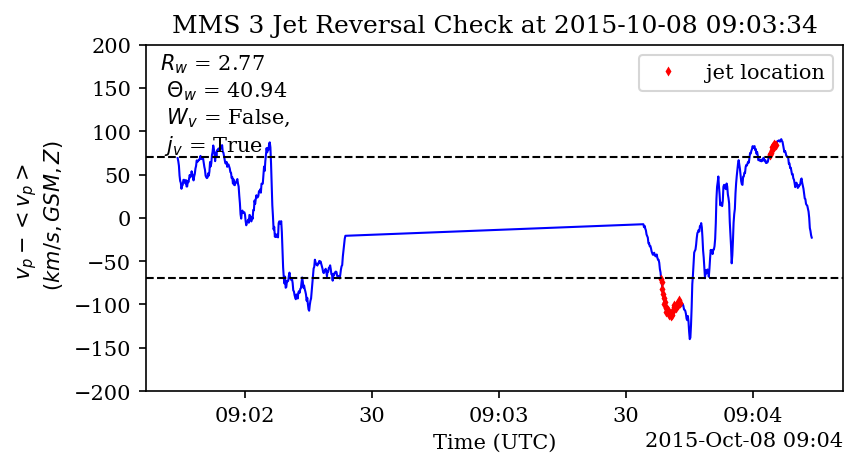 MMS 3 Jet Reversal Check at 2015-10-08 09:03:34
R_w = 2.77
Θ_w = 40.94
W_v = False,
j_v = True
jet location
200
150
100
50
0
−50
−100
−150
−200
v_p − < v_p >
(km/s, GSM, Z)
09:02
30
09:03
30
09:04
Time (UTC)
2015-Oct-08 09:04